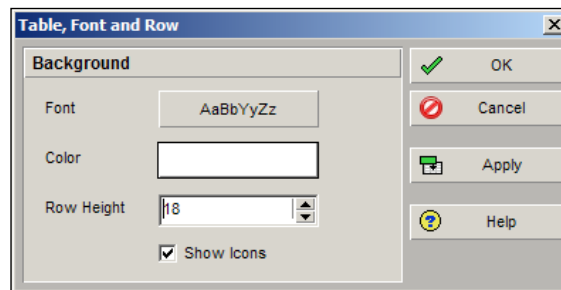 Table, Font and Row
Background
Font
AaBbYyZz
Color
Row Height
18
Show Icons
OK
Cancel
Apply
Help